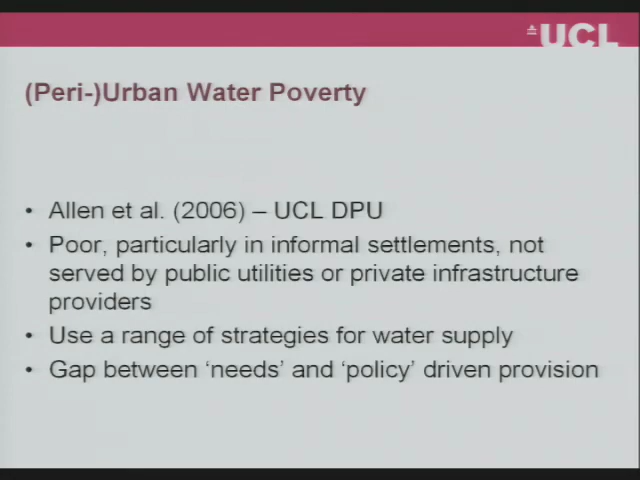 UCL
(Peri-)Urban Water Poverty
• Allen et al. (2006) – UCL DPU
• Poor, particularly in informal settlements, not
served by public utilities or private infrastructure
providers
• Use a range of strategies for water supply
• Gap between ‘needs’ and ‘policy’ driven provision